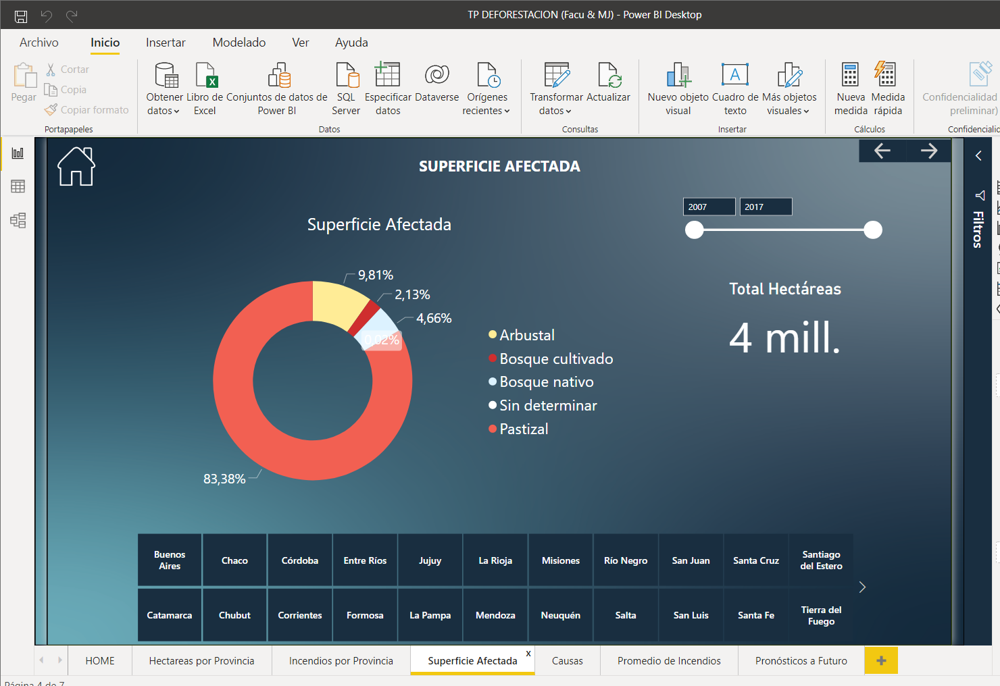 TP DEFORESTACION (Facu & MJ) - Power BI Desktop
Archivo Inicio Insertar Modelado Ver Ayuda
Pegar
Cortar
Copia
Copiar formato
Portapapeles
Obtener datos
Libro de Excel
Conjuntos de datos de Power BI
SQL Server
Especificar datos
Dataverse
Orígenes recientes
Datos
Transformar datos
Actualizar
Consultas
Nuevo objeto visual
Cuadro de texto
Más objetos visuales
Insertar
Nueva medida
Medida rápida
Cálculos
Confidencialidad
preliminar)
SUPERFICIE AFECTADA
2007 2017
Superficie Afectada
9,81%
2,13%
4,66%
0,02%
83,38%
Arbustal
Bosque cultivado
Bosque nativo
Sin determinar
Pastizal
Total Hectáreas
4 mill.
Filtros
Buenos Aires
Chaco
Córdoba
Entre Ríos
Jujuy
La Rioja
Misiones
Río Negro
San Juan
Santa Cruz
Santiago del Estero
Catamarca
Chubut
Corrientes
Formosa
La Pampa
Mendoza
Neuquén
Salta
San Luis
Santa Fe
Tierra del Fuego
HOME
Hectareas por Provincia
Incendios por Provincia
Superficie Afectada x
Causas
Promedio de Incendios
Pronósticos a Futuro
+
Página 4 de 7